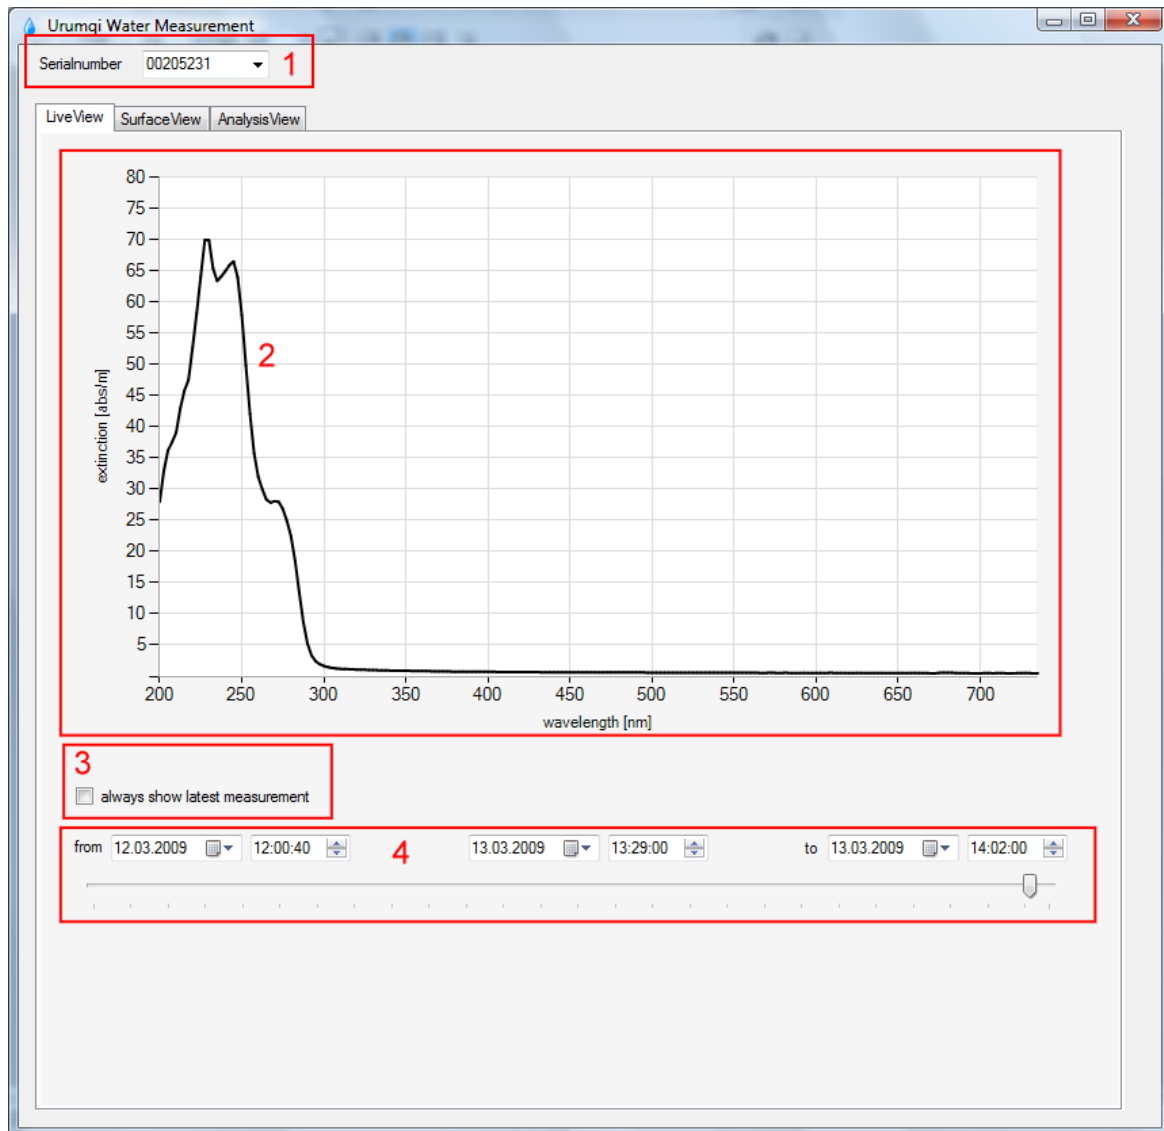 Urumqi Water Measurement
Serialnumber 00205231 1
LiveView SurfaceView AnalysisView
80
75
70
65
60
55
2
50
45
40
35
30
25
20
15
10
5
extinction [abs/m]
200 250 300 350 400 450 500 550 600 650 700
wavelength [nm]
3
always show latest measurement
from 12.03.2009 12:00:40 4 13.03.2009 13:29:00 to 13.03.2009 14:02:00